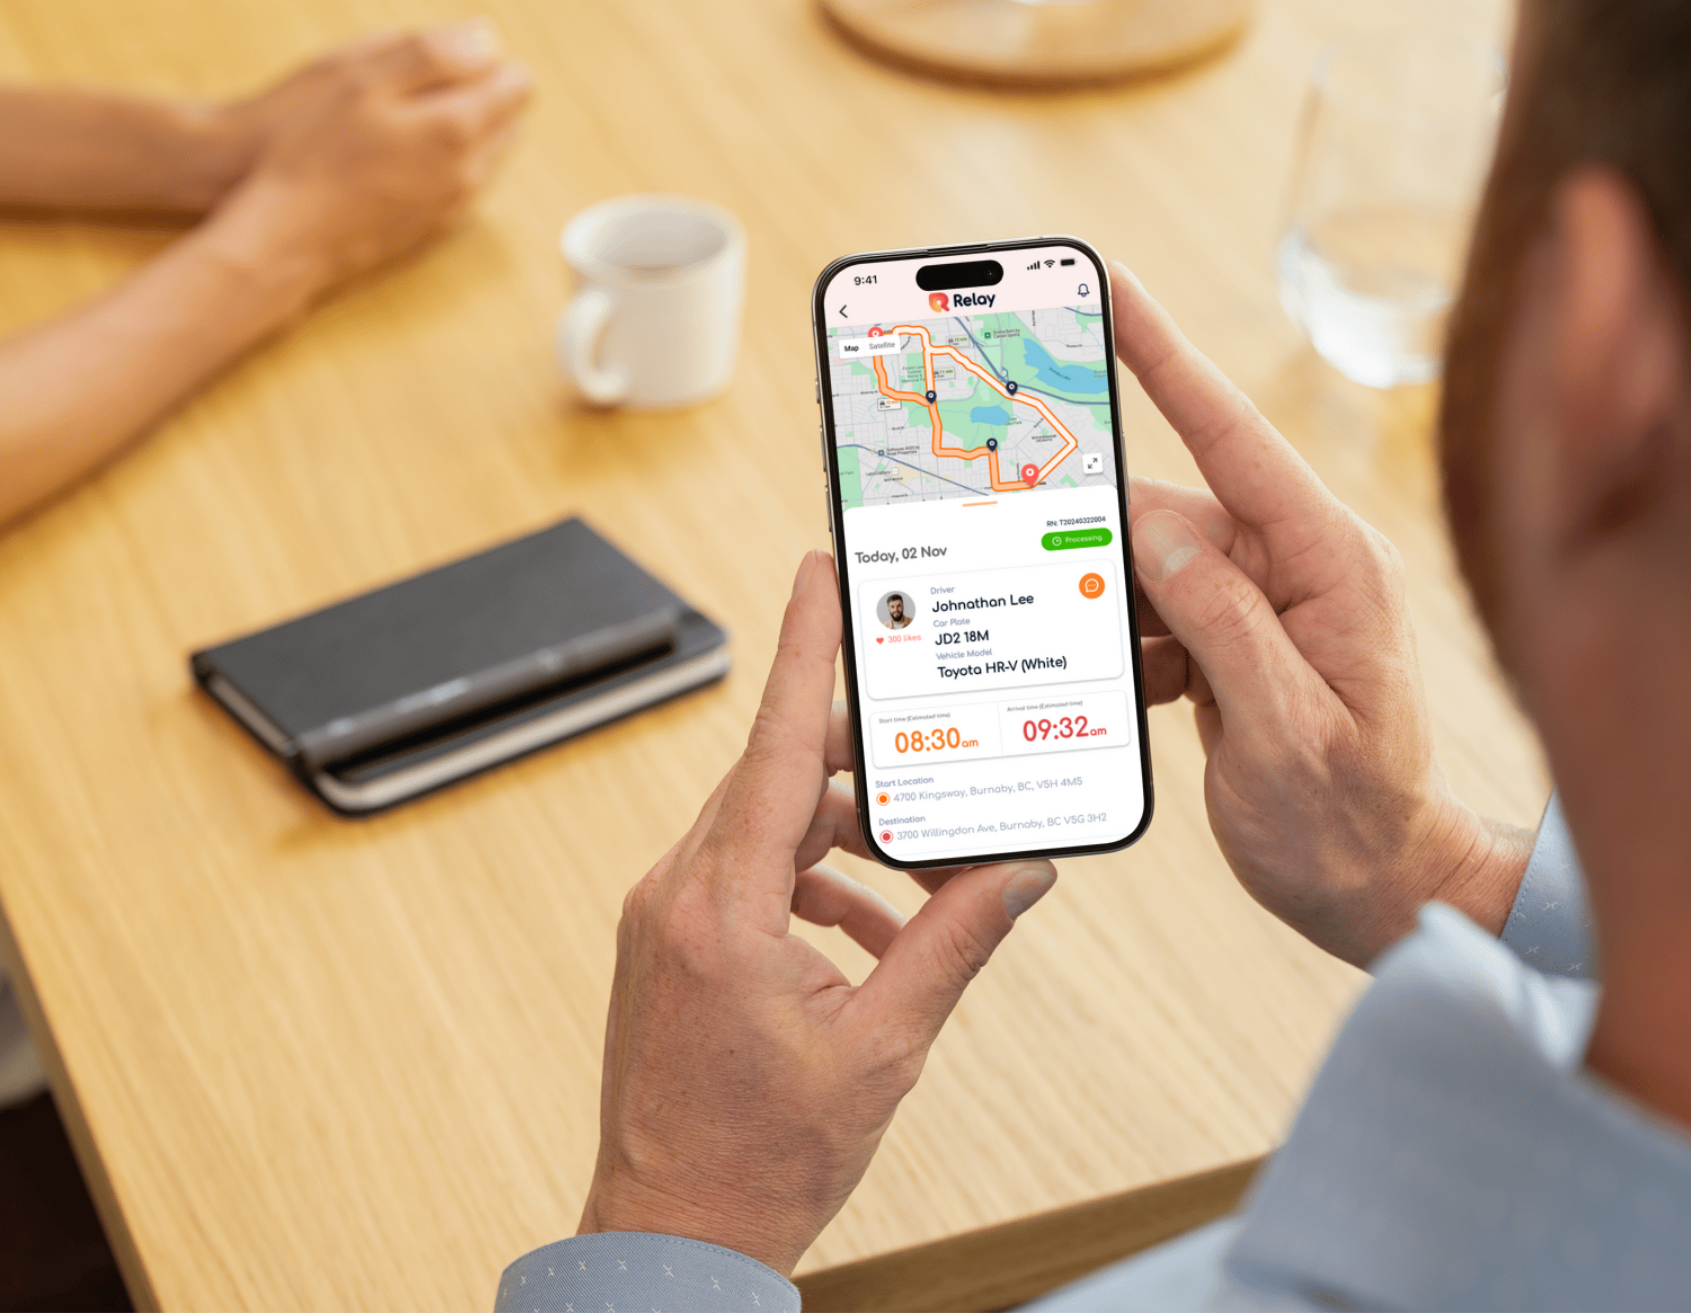 9:41
Relay
Map Satellite
RN: T20240322004
Today, 02 Nov
Processing
Driver
Johnathan Lee
300 likes
Car Plate
JD2 18M
Vehicle Model
Toyota HR-V (White)
Start time (Estimated time)
08:30am
Arrival time (Estimated time)
09:32am
Start Location
4700 Kingsway, Burnaby, BC, V5H 4M5
Destination
3700 Willingdon Ave, Burnaby, BC V5G 3H2